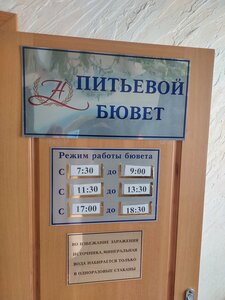 ПИТЬЕВОЙ
БЮВЕТ
Режим работы бювета
С 7:30 до 9:00
С 11:30 до 13:30
С 17:00 до 18:30
ВО ИЗБЕЖАНИЕ ЗАРАЖЕНИЯ
ИСТОЧНИКА, МИНЕРАЛЬНАЯ
ВОДА НАБИРАЕТСЯ ТОЛЬКО
В ОДНОРАЗОВЫЕ СТАКАНЫ